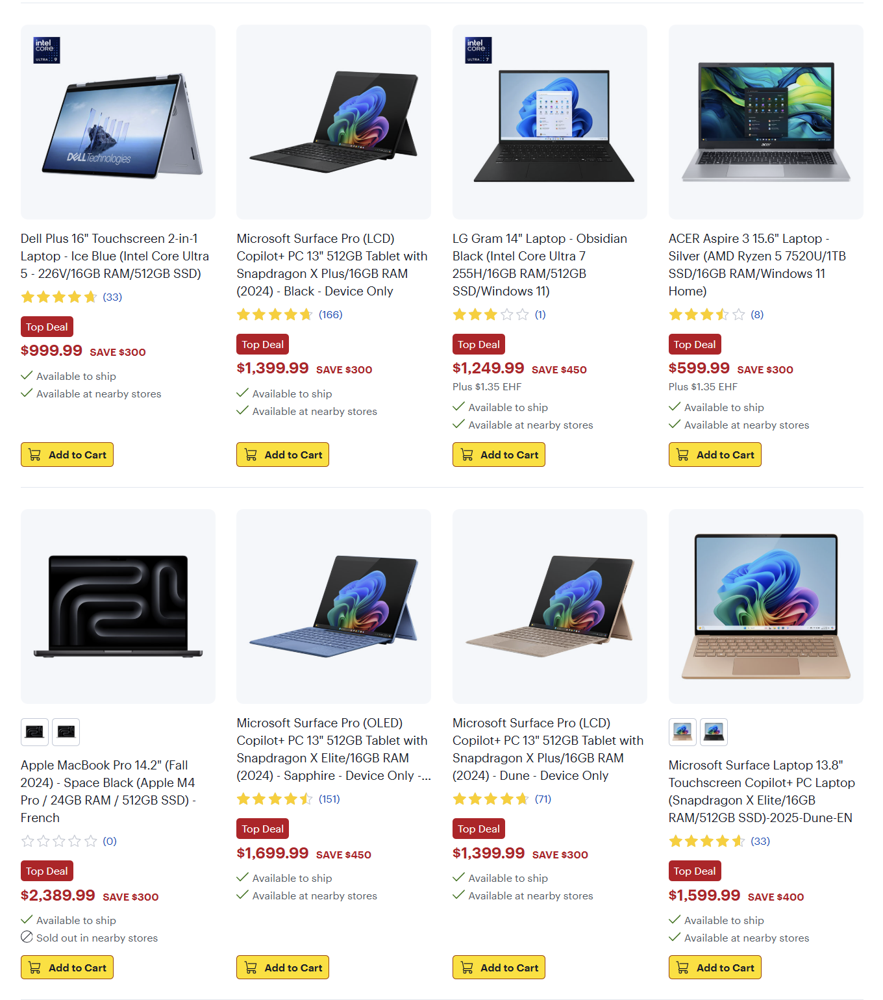 intel
CORE
ULTRA 9
DELL Technologies
Dell Plus 16" Touchscreen 2-in-1
Laptop - Ice Blue (Intel Core Ultra
5 - 226V/16GB RAM/512GB SSD)
(33)
Top Deal
$999.99 SAVE $300
Available to ship
Available at nearby stores
Add to Cart
Microsoft Surface Pro (LCD)
Copilot+ PC 13" 512GB Tablet with
Snapdragon X Plus/16GB RAM
(2024) - Black - Device Only
(166)
Top Deal
$1,399.99 SAVE $300
Available to ship
Available at nearby stores
Add to Cart
intel
CORE
ULTRA 7
LG Gram 14" Laptop - Obsidian
Black (Intel Core Ultra 7
255H/16GB RAM/512GB
SSD/Windows 11)
(1)
Top Deal
$1,249.99 SAVE $450
Plus $1.35 EHF
Available to ship
Available at nearby stores
Add to Cart
acer
ACER Aspire 3 15.6" Laptop -
Silver (AMD Ryzen 5 7520U/1TB
SSD/16GB RAM/Windows 11
Home)
(8)
Top Deal
$599.99 SAVE $300
Plus $1.35 EHF
Available to ship
Available at nearby stores
Add to Cart
Apple MacBook Pro 14.2" (Fall
2024) - Space Black (Apple M4
Pro / 24GB RAM / 512GB SSD) -
French
(0)
Top Deal
$2,389.99 SAVE $300
Available to ship
Sold out in nearby stores
Add to Cart
Microsoft Surface Pro (OLED)
Copilot+ PC 13" 512GB Tablet with
Snapdragon X Elite/16GB RAM
(2024) - Sapphire - Device Only -...
(151)
Top Deal
$1,699.99 SAVE $450
Available to ship
Available at nearby stores
Add to Cart
Microsoft Surface Pro (LCD)
Copilot+ PC 13" 512GB Tablet with
Snapdragon X Plus/16GB RAM
(2024) - Dune - Device Only
(71)
Top Deal
$1,399.99 SAVE $300
Available to ship
Available at nearby stores
Add to Cart
Microsoft Surface Laptop 13.8"
Touchscreen Copilot+ PC Laptop
(Snapdragon X Elite/16GB
RAM/512GB SSD)-2025-Dune-EN
(33)
Top Deal
$1,599.99 SAVE $400
Available to ship
Available at nearby stores
Add to Cart